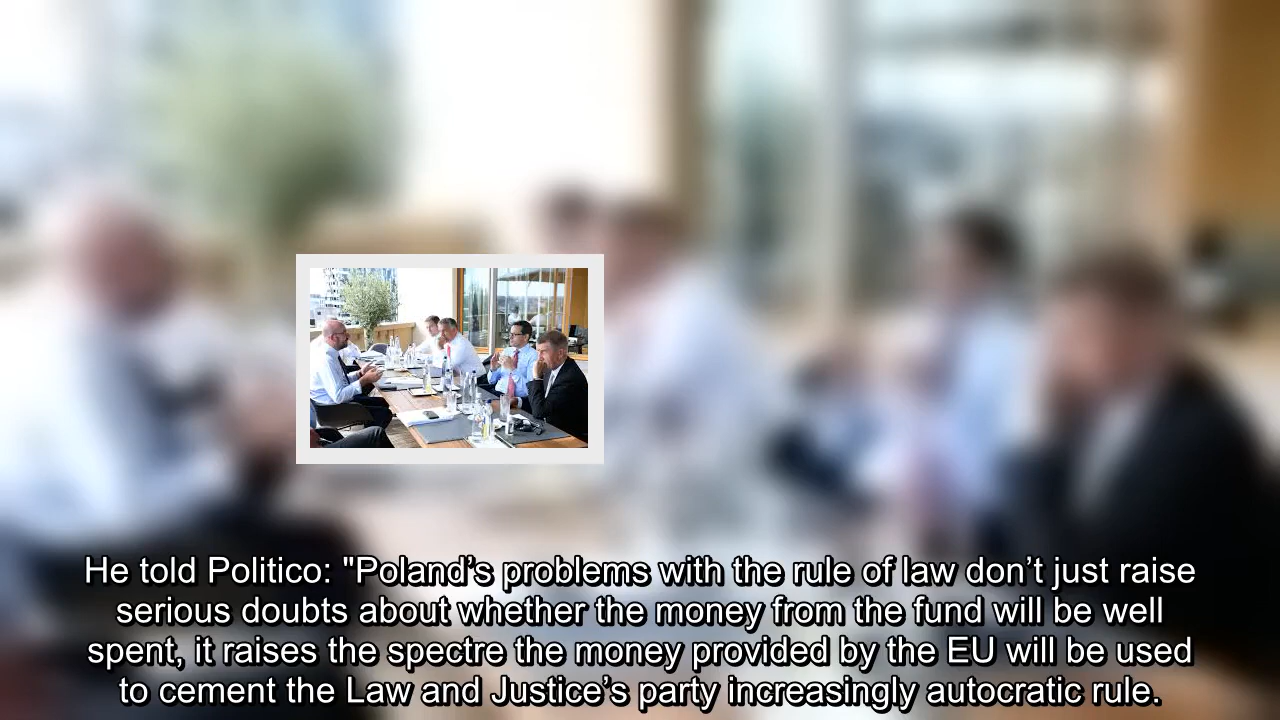 He told Politico: "Poland’s problems with the rule of law don’t just raise
serious doubts about whether the money from the fund will be well
spent, it raises the spectre the money provided by the EU will be used
to cement the Law and Justice’s party increasingly autocratic rule.